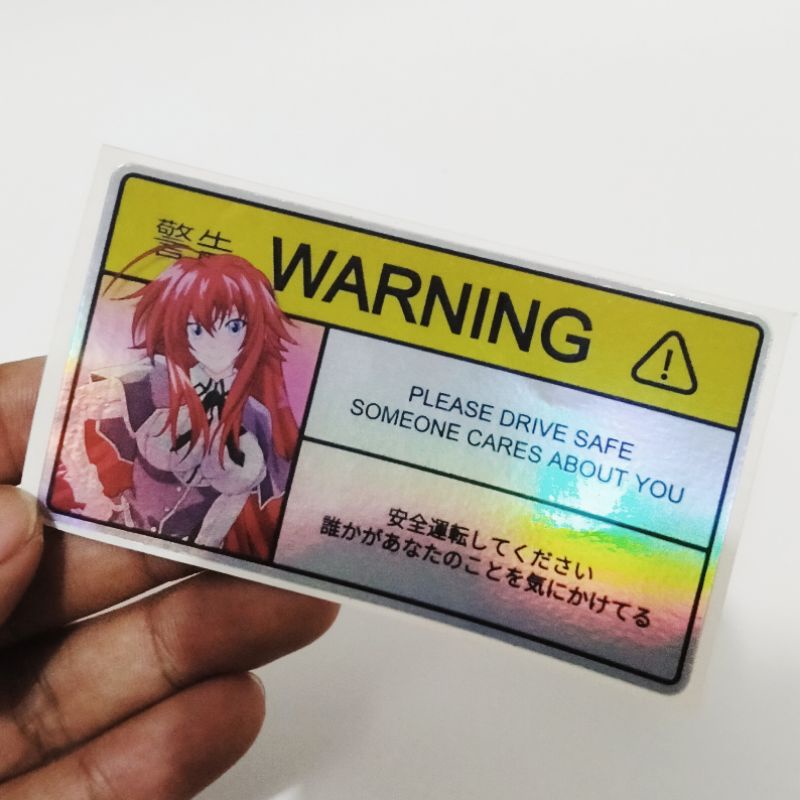 警告 WARNING
PLEASE DRIVE SAFE
SOMEONE CARES ABOUT YOU
安全運転してください
誰かがあなたのことを気にかけてる